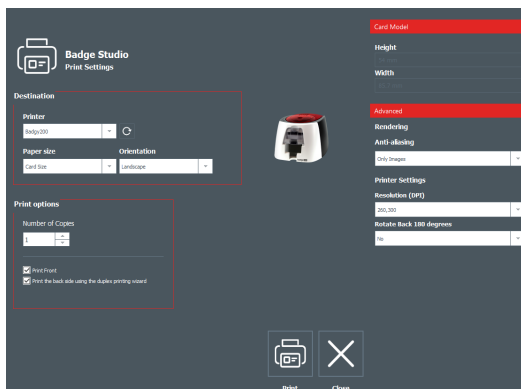 Badge Studio
Print Settings
Destination
Printer
Badgy200
Paper size
Orientation
Card Size
Landscape
Print options
Number of Copies
1
Print Front
Print the back side using the duplex printing wizard
Card Model
Height
Width
Advanced
Rendering
Anti-aliasing
Only Images
Printer Settings
Resolution (DPI)
260,300
Rotate Back 180 degrees
No
Print
Close